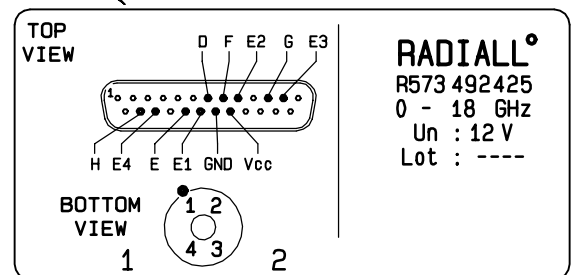 TOP
VIEW
D F E2 G E3
1
H E4 E E1 GND Vcc
BOTTOM
VIEW
1 2
4 3
1 2
RADIALL°
R573 492425
0 - 18 GHz
Un : 12 V
Lot : ----